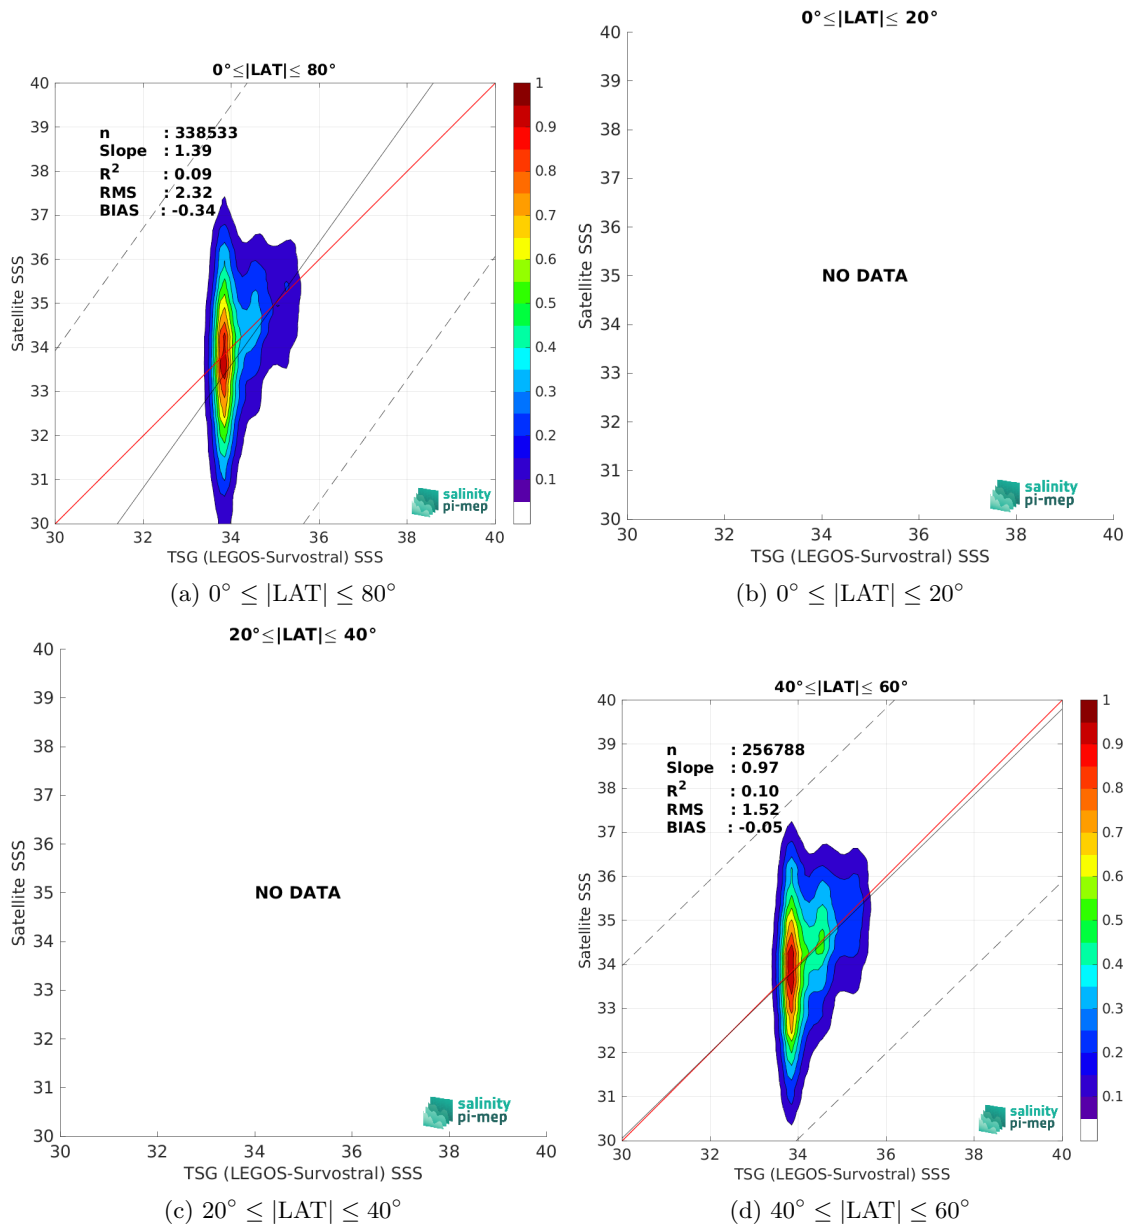 0°≤|LAT|≤ 80°
40
39
38
37
36
35
34
33
32
31
30
Satellite SSS
n : 338533
Slope : 1.39
R² : 0.09
RMS : 2.32
BIAS : -0.34
salinity
pi-mep
30 32 34 36 38 40
TSG (LEGOS-Survostral) SSS
1
0.9
0.8
0.7
0.6
0.5
0.4
0.3
0.2
0.1
(a) 0° ≤ |LAT| ≤ 80°
0°≤|LAT|≤ 20°
40
39
38
37
36
35
34
33
32
31
30
Satellite SSS
NO DATA
salinity
pi-mep
30 32 34 36 38 40
TSG (LEGOS-Survostral) SSS
(b) 0° ≤ |LAT| ≤ 20°
20°≤|LAT|≤ 40°
40
39
38
37
36
35
34
33
32
31
30
Satellite SSS
NO DATA
salinity
pi-mep
30 32 34 36 38 40
TSG (LEGOS-Survostral) SSS
(c) 20° ≤ |LAT| ≤ 40°
40°≤|LAT|≤ 60°
40
39
38
37
36
35
34
33
32
31
30
Satellite SSS
n : 256788
Slope : 0.97
R² : 0.10
RMS : 1.52
BIAS : -0.05
salinity
pi-mep
30 32 34 36 38 40
TSG (LEGOS-Survostral) SSS
1
0.9
0.8
0.7
0.6
0.5
0.4
0.3
0.2
0.1
(d) 40° ≤ |LAT| ≤ 60°